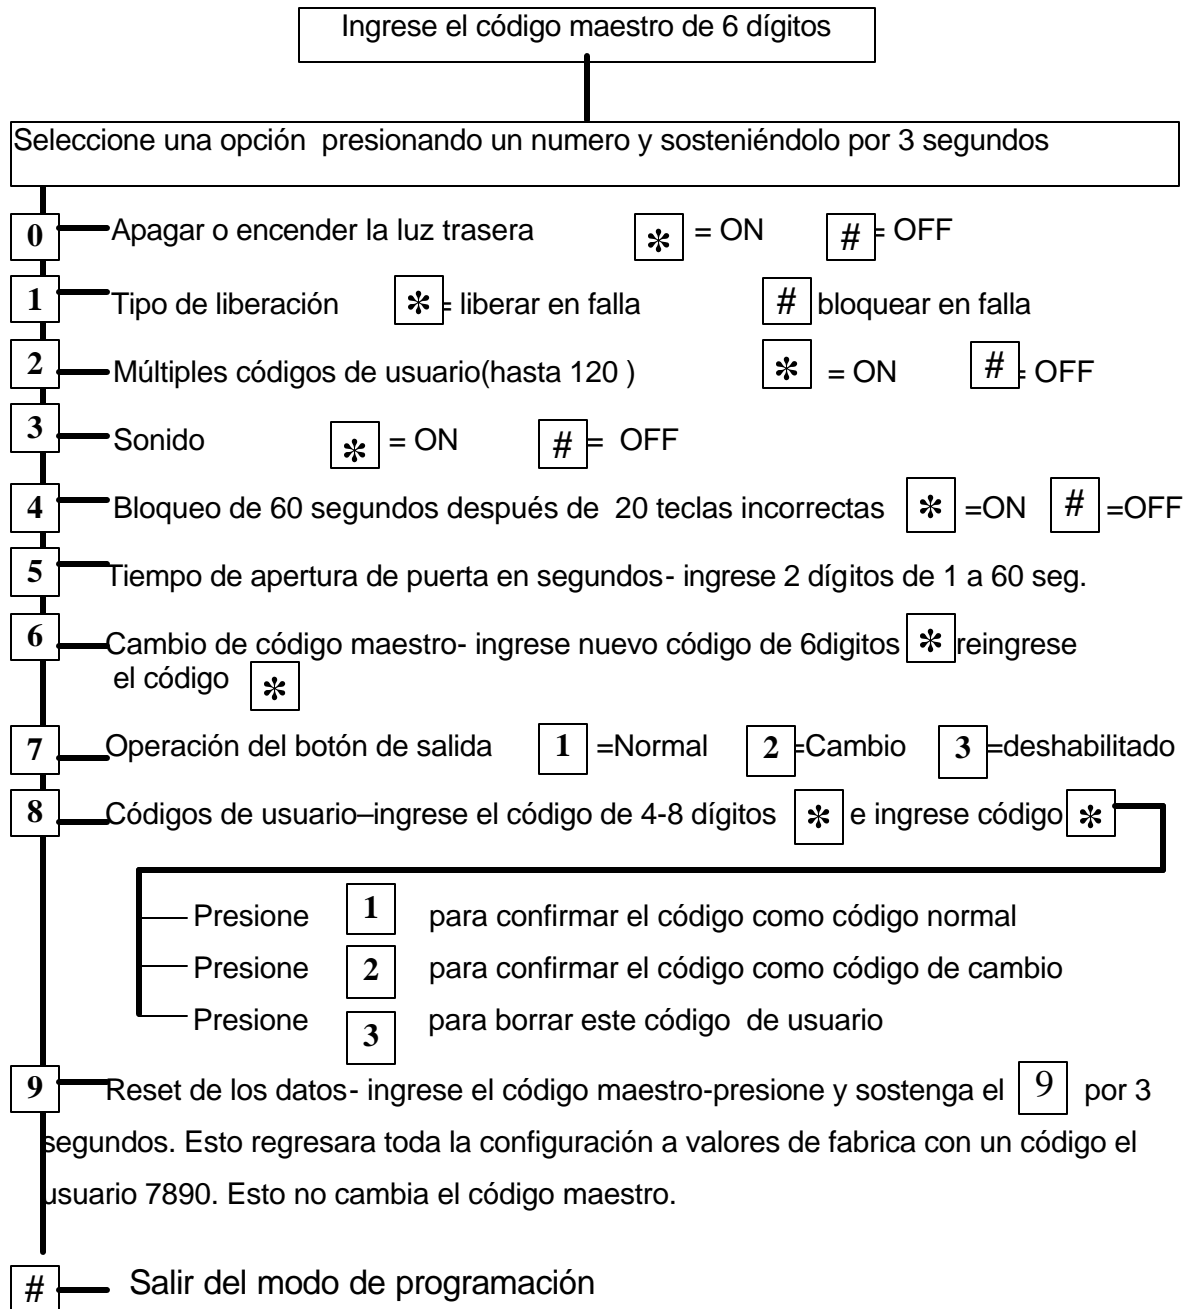 Ingrese el código maestro de 6 dígitos
Seleccione una opción presionando un numero y sosteniéndolo por 3 segundos
0 Apagar o encender la luz trasera * = ON # = OFF
1 Tipo de liberación * = liberar en falla # bloquear en falla
2 Múltiples códigos de usuario(hasta 120 ) * = ON # = OFF
3 Sonido * = ON # = OFF
4 Bloqueo de 60 segundos después de 20 teclas incorrectas * =ON # =OFF
5 Tiempo de apertura de puerta en segundos- ingrese 2 dígitos de 1 a 60 seg.
6 Cambio de código maestro- ingrese nuevo código de 6digitos * reingrese
el código *
7 Operación del botón de salida 1 =Normal 2 =Cambio 3 =deshabilitado
8 Códigos de usuario–ingrese el código de 4-8 dígitos * e ingrese código *
Presione 1 para confirmar el código como código normal
Presione 2 para confirmar el código como código de cambio
Presione 3 para borrar este código de usuario
9 Reset de los datos- ingrese el código maestro-presione y sostenga el 9 por 3
segundos. Esto regresara toda la configuración a valores de fabrica con un código el
usuario 7890. Esto no cambia el código maestro.
# Salir del modo de programación